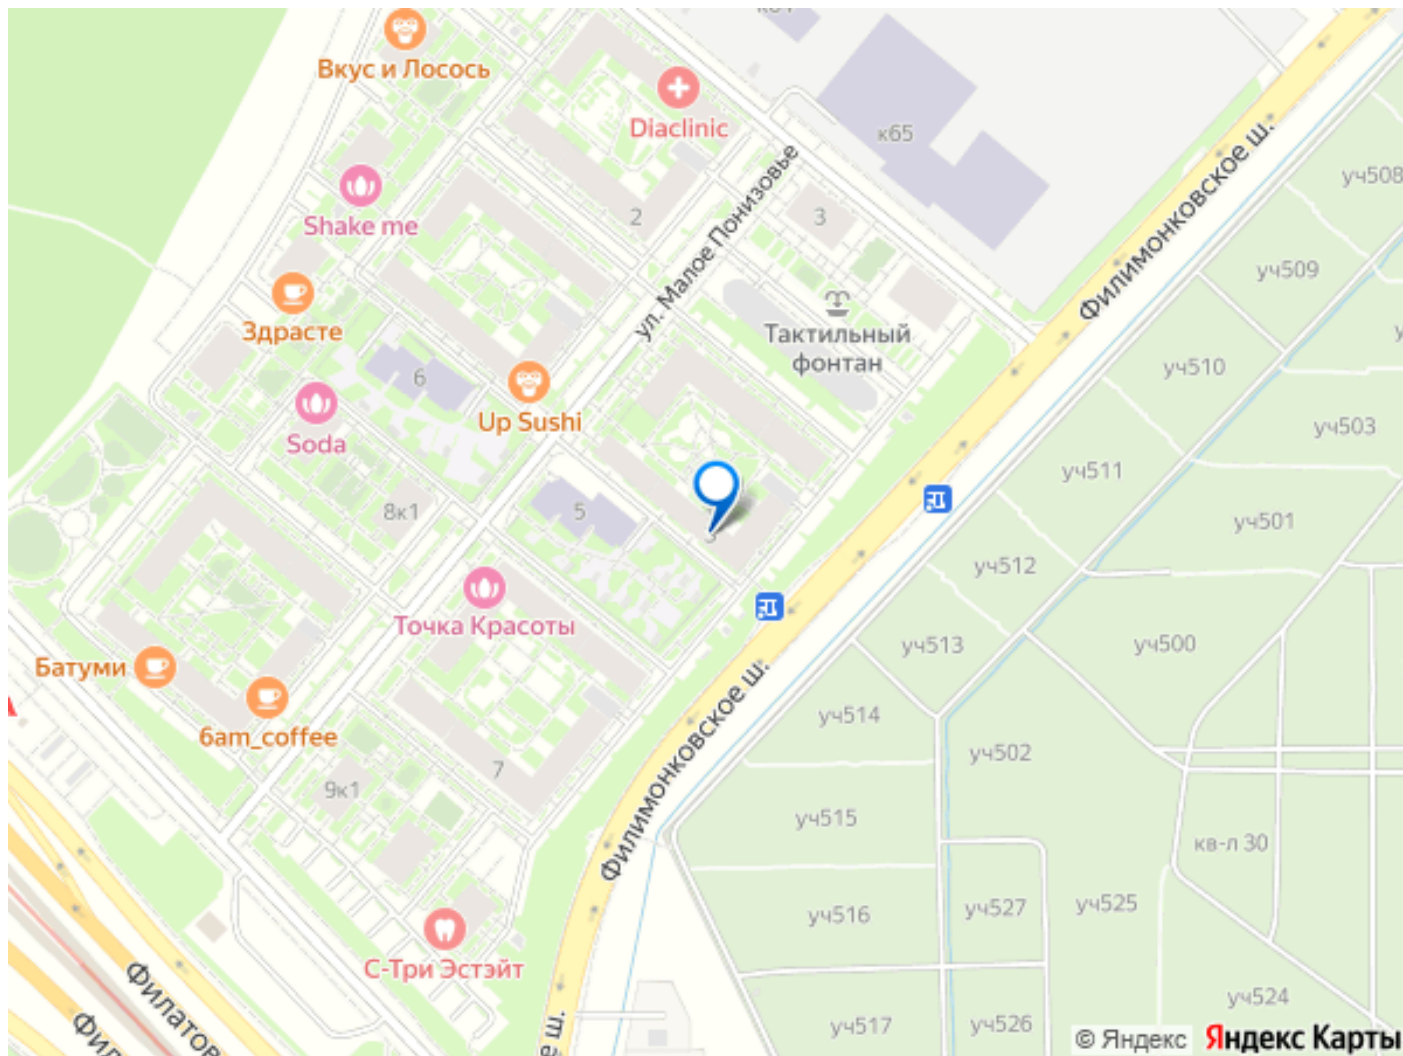 Вкус и Лосось
Diaclinic
к65
уч508
Shake me
2
3
ул. Малое Понизовье
Филимонковское ш.
уч509
Здрасте
Тактильный
фонтан
6
уч510
Up Sushi
Soda
уч503
уч511
8к1
5
3
уч501
уч512
Точка Красоты
уч513
уч500
Батуми
6am_coffee
уч514
Филимонковское ш.
уч502
7
9к1
уч515
кв-л 30
уч516
уч527
уч525
С-Три Эстэйт
уч524
уч517
уч526
© Яндекс
Яндекс Карты